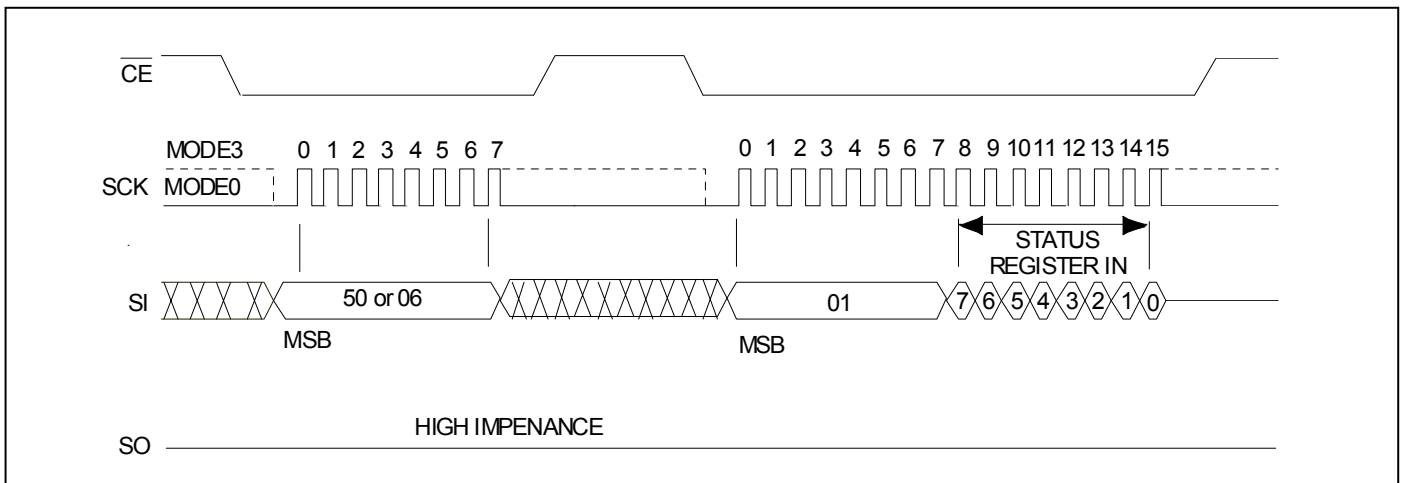 CE
MODE3 0 1 2 3 4 5 6 7 0 1 2 3 4 5 6 7 8 9 10 11 12 13 14 15
SCK MODE0
STATUS
REGISTER IN
SI 50 or 06 01 7 6 5 4 3 2 1 0
MSB MSB
HIGH IMPENANCE
SO